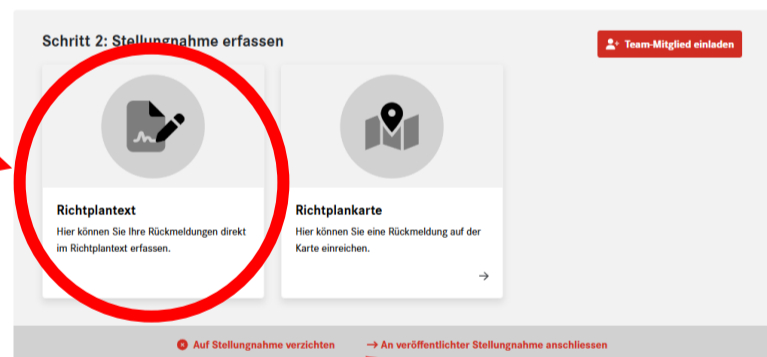 Schritt 2: Stellungnahme erfassen
Team-Mitglied einladen
Richtplantext
Hier können Sie Ihre Rückmeldungen direkt
im Richtplantext erfassen.
Richtplankarte
Hier können Sie eine Rückmeldung auf der
Karte einreichen.
Auf Stellungnahme verzichten
An veröffentlichter Stellungnahme anschliessen